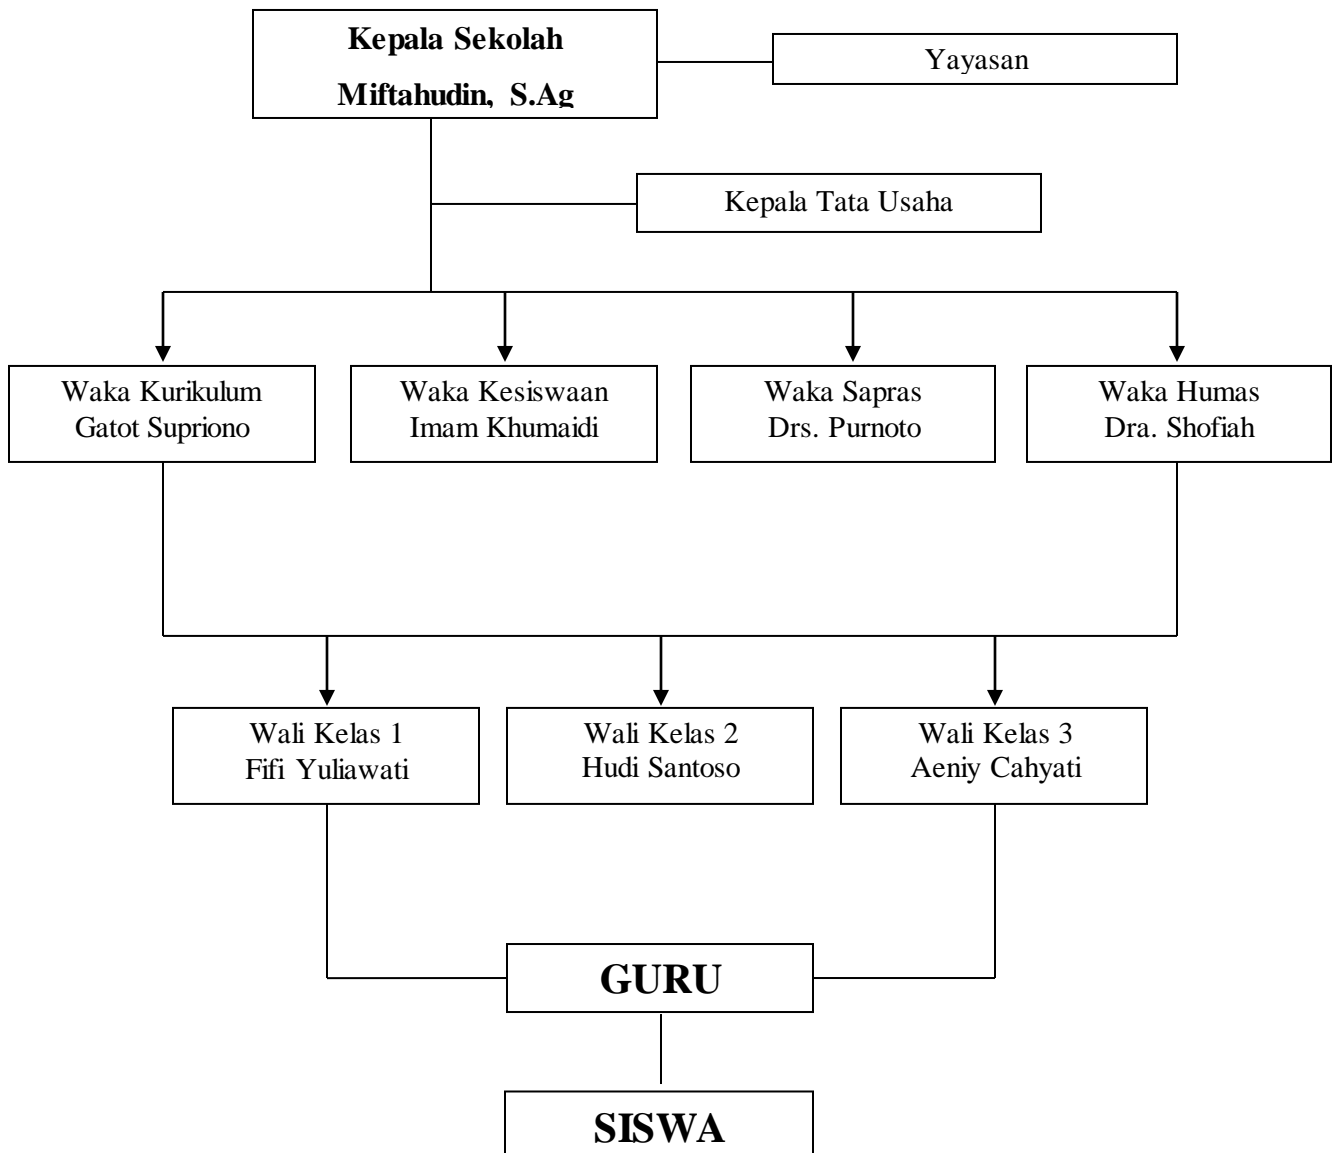 Kepala Sekolah
Miftahudin, S.Ag
Yayasan
Kepala Tata Usaha
Waka Kurikulum
Gatot Supriono
Waka Kesiswaan
Imam Khumaidi
Waka Sapras
Drs. Purnoto
Waka Humas
Dra. Shofiah
Wali Kelas 1
Fifi Yuliawati
Wali Kelas 2
Hudi Santoso
Wali Kelas 3
Aeniy Cahyati
GURU
SISWA